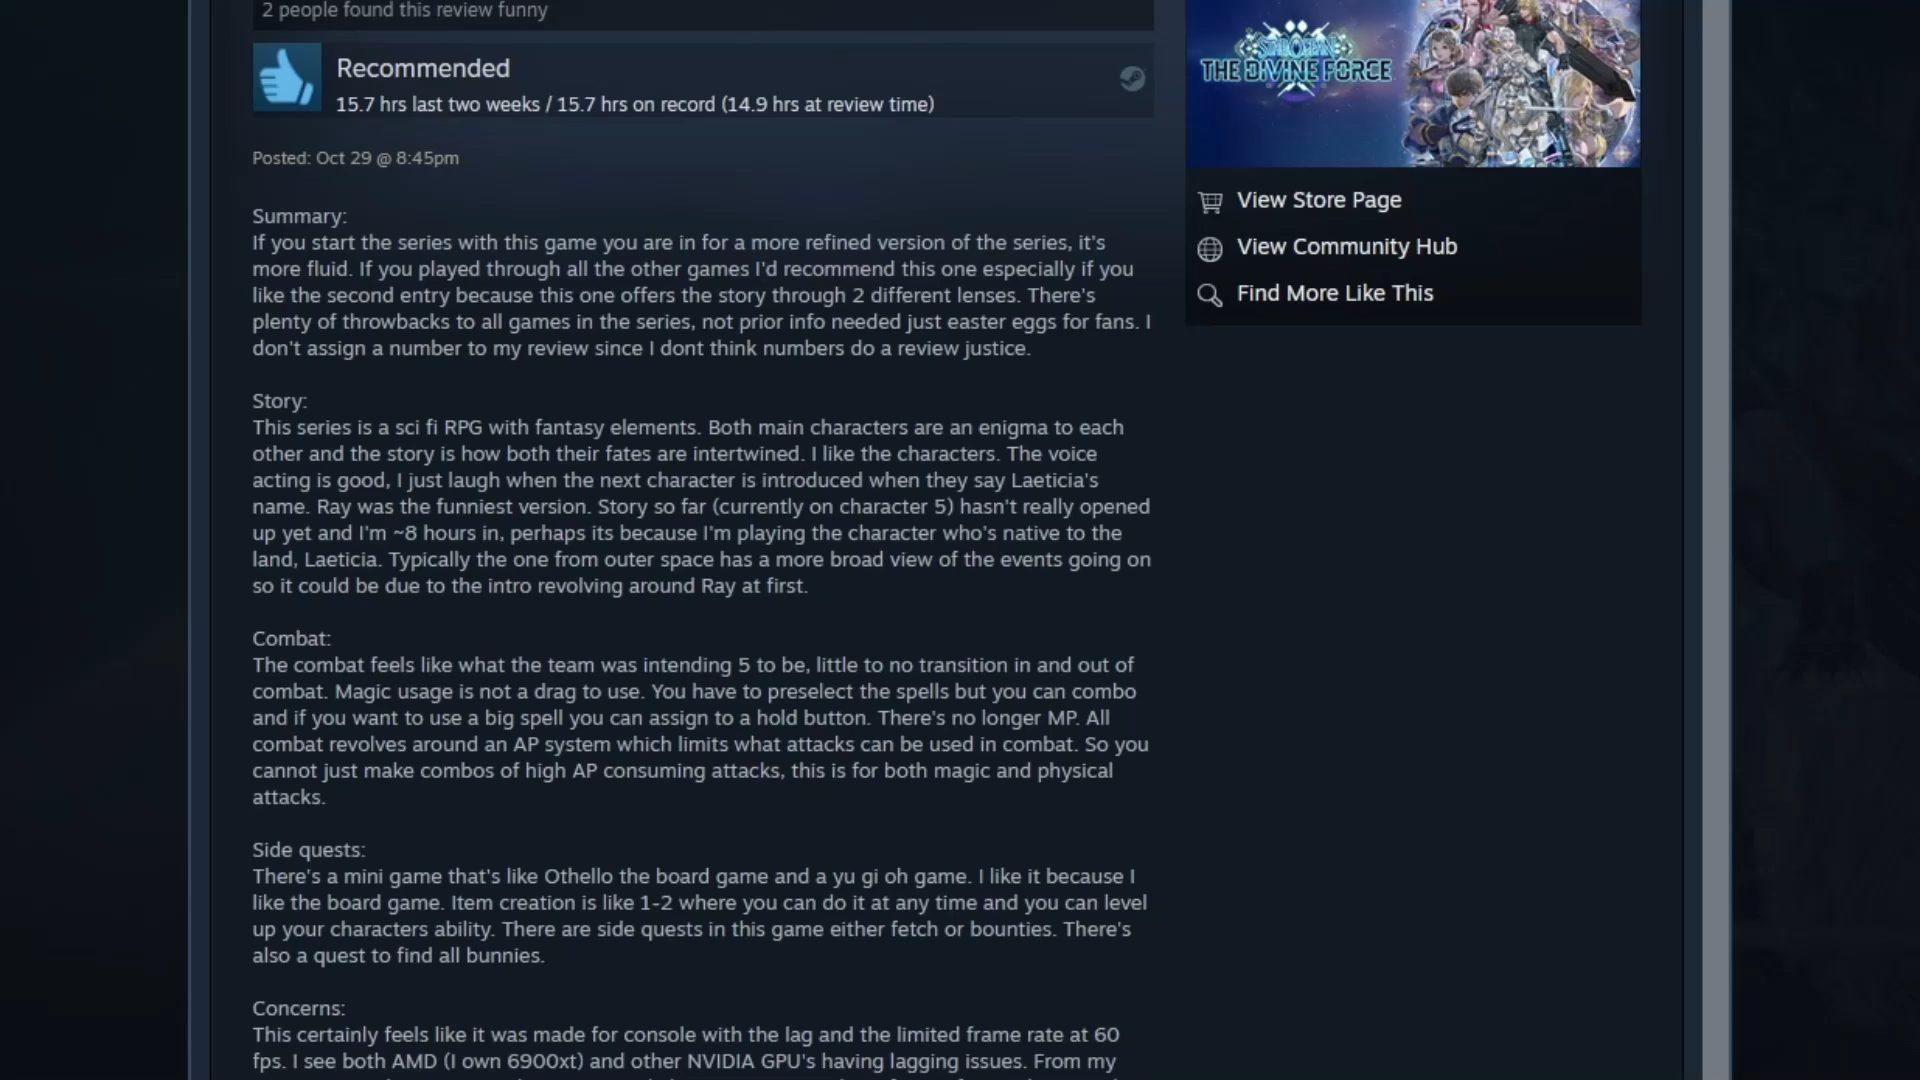 2 people found this review funny
Recommended
15.7 hrs last two weeks / 15.7 hrs on record (14.9 hrs at review time)
Posted: Oct 29 @ 8:45pm
Summary:
If you start the series with this game you are in for a more refined version of the series, it's
more fluid. If you played through all the other games I'd recommend this one especially if you
like the second entry because this one offers the story through 2 different lenses. There's
plenty of throwbacks to all games in the series, not prior info needed just easter eggs for fans. I
don't assign a number to my review since I dont think numbers do a review justice.
Story:
This series is a sci fi RPG with fantasy elements. Both main characters are an enigma to each
other and the story is how both their fates are intertwined. I like the characters. The voice
acting is good, I just laugh when the next character is introduced when they say Laeticia's
name. Ray was the funniest version. Story so far (currently on character 5) hasn't really opened
up yet and I'm ~8 hours in, perhaps its because I'm playing the character who's native to the
land, Laeticia. Typically the one from outer space has a more broad view of the events going on
so it could be due to the intro revolving around Ray at first.
Combat:
The combat feels like what the team was intending 5 to be, little to no transition in and out of
combat. Magic usage is not a drag to use. You have to preselect the spells but you can combo
and if you want to use a big spell you can assign to a hold button. There's no longer MP. All
combat revolves around an AP system which limits what attacks can be used in combat. So you
cannot just make combos of high AP consuming attacks, this is for both magic and physical
attacks.
Side quests:
There's a mini game that's like Othello the board game and a yu gi oh game. I like it because I
like the board game. Item creation is like 1-2 where you can do it at any time and you can level
up your characters ability. There are side quests in this game either fetch or bounties. There's
also a quest to find all bunnies.
Concerns:
This certainly feels like it was made for console with the lag and the limited frame rate at 60
fps. I see both AMD (I own 6900xt) and other NVIDIA GPU's having lagging issues. From my
STAR OCEAN
THE DIVINE FORCE
View Store Page
View Community Hub
Find More Like This